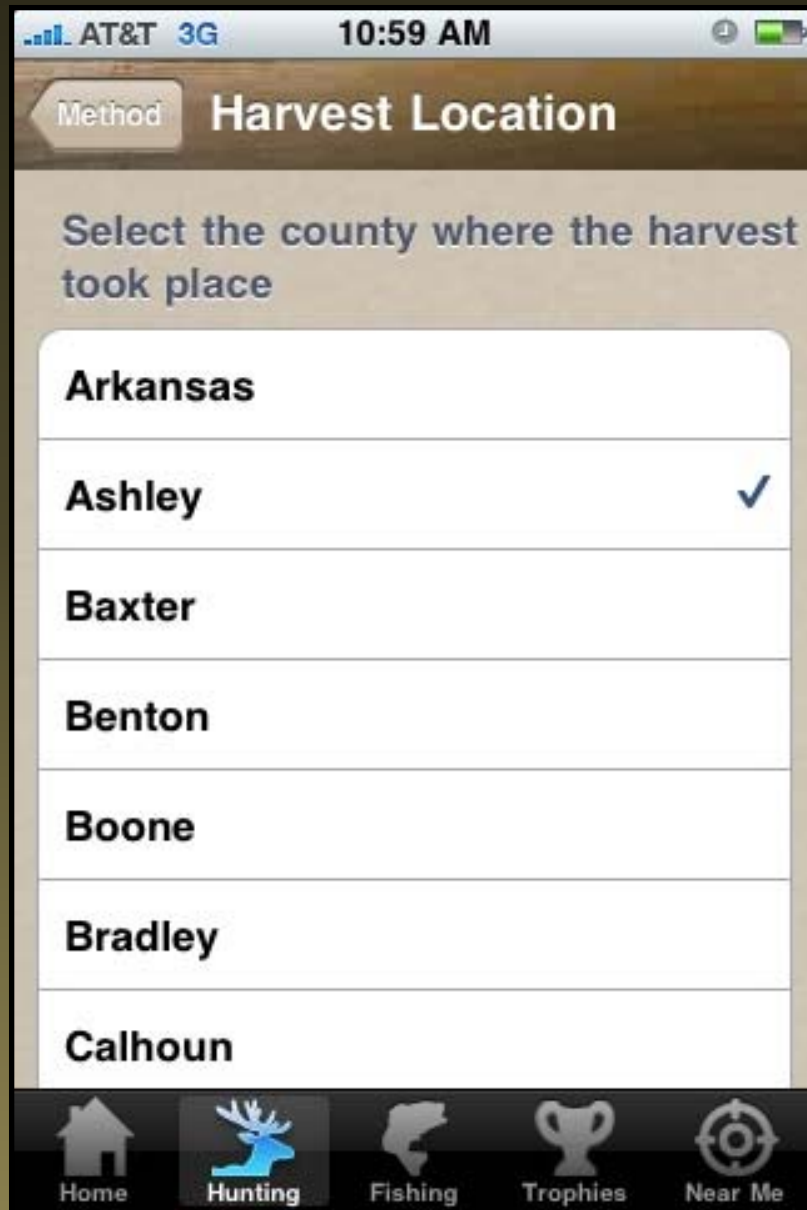 AT&T 3G 10:59 AM
Method Harvest Location
Select the county where the harvest
took place
Arkansas
Ashley
Baxter
Benton
Boone
Bradley
Calhoun
Home Hunting Fishing Trophies Near Me